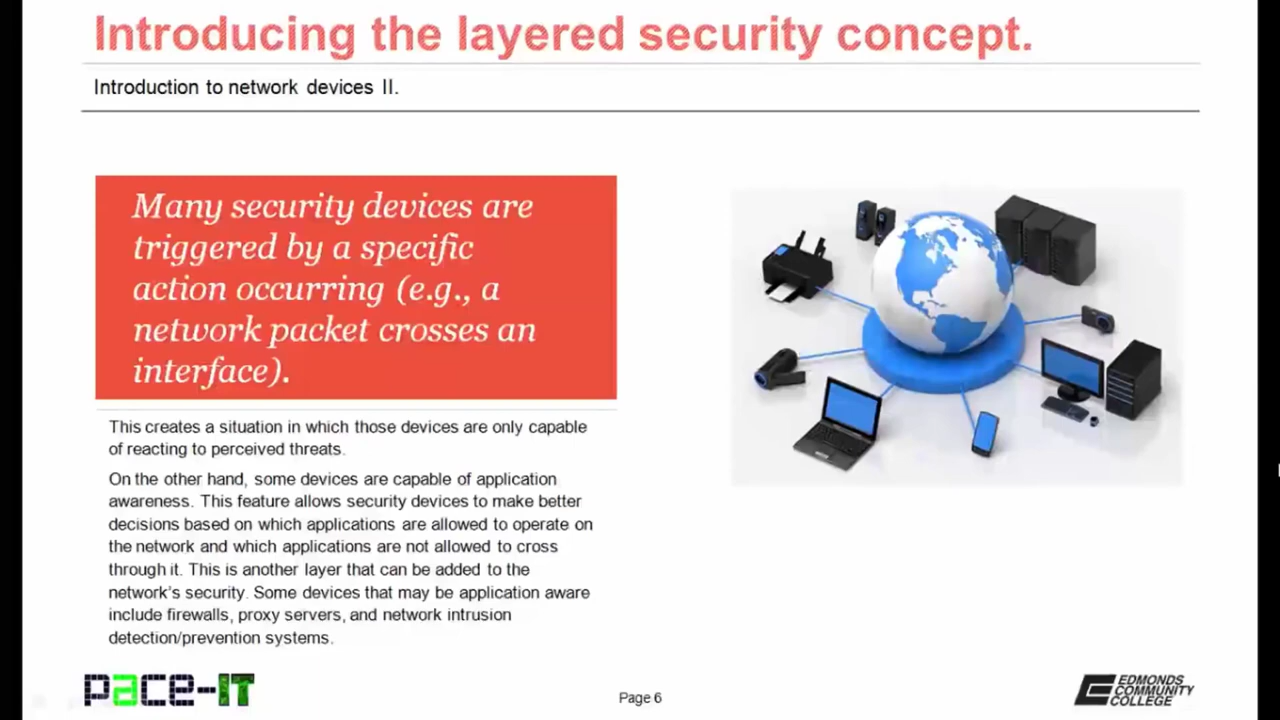 Introducing the layered security concept.
Introduction to network devices II.
Many security devices are
triggered by a specific
action occurring (e.g., a
network packet crosses an
interface).
This creates a situation in which those devices are only capable
of reacting to perceived threats.
On the other hand, some devices are capable of application
awareness. This feature allows security devices to make better
decisions based on which applications are allowed to operate on
the network and which applications are not allowed to cross
through it. This is another layer that can be added to the
network's security. Some devices that may be application aware
include firewalls, proxy servers, and network intrusion
detection/prevention systems.
pace-IT
Page 6
EDMONDS
COMMUNITY
COLLEGE